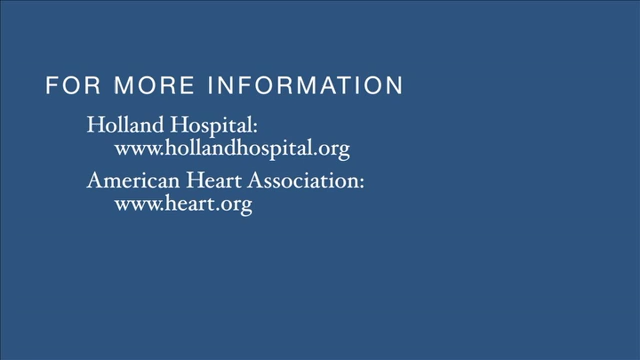 FOR MORE INFORMATION
Holland Hospital:
www.hollandhospital.org
American Heart Association:
www.heart.org